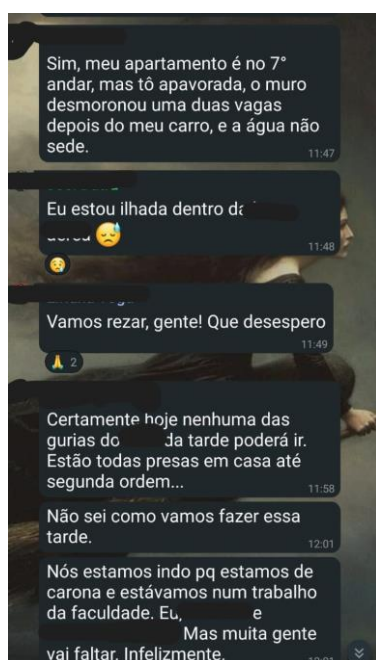 Sim, meu apartamento é no 7°
andar, mas tô apavorada, o muro
desmoronou uma duas vagas
depois do meu carro, e a água não
sede.
11:47
Eu estou ilhada dentro da
11:48
Vamos rezar, gente! Que desespero
11:49
2
Certamente hoje nenhuma das
gurias do da tarde poderá ir.
Estão todas presas em casa até
segunda ordem...
11:58
Não sei como vamos fazer essa
tarde.
12:01
Nós estamos indo pq estamos de
carona e estávamos num trabalho
da faculdade. Eu, e
Mas muita gente
vai faltar. Infelizmente.